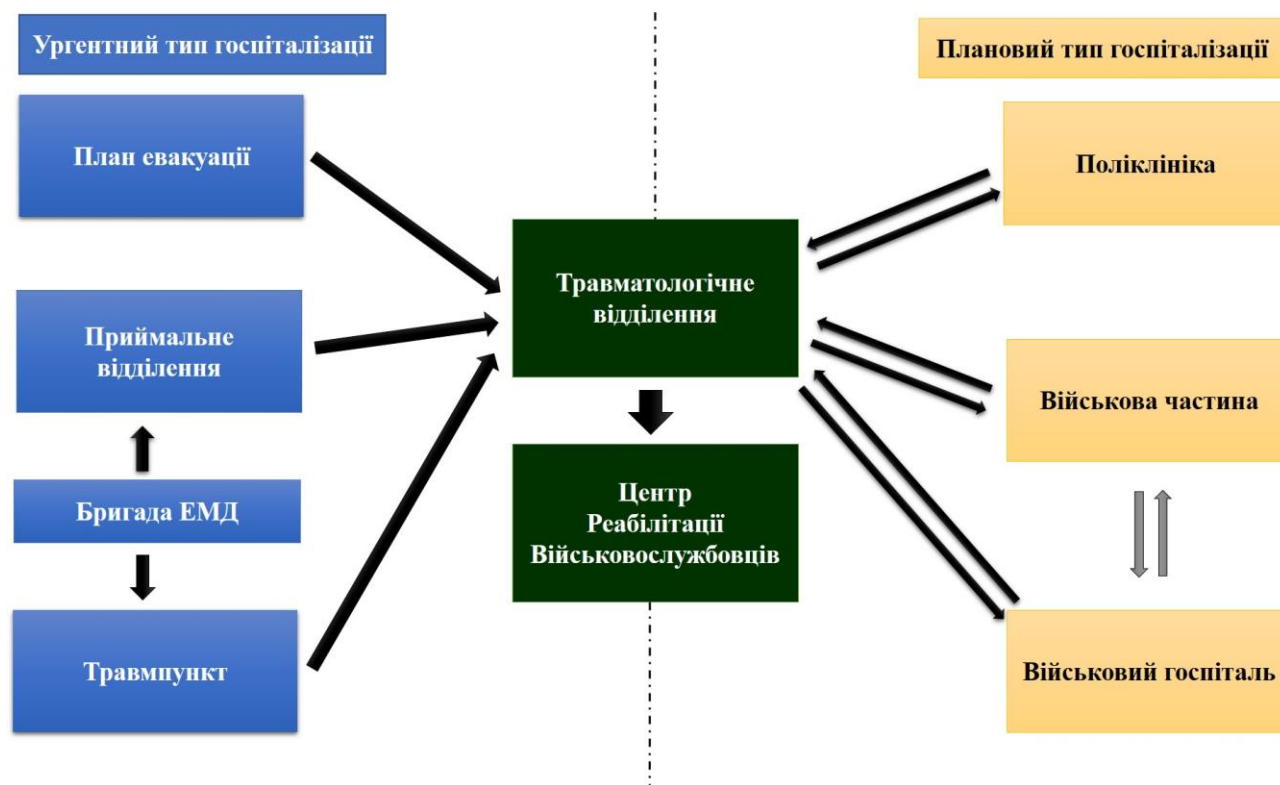 Ургентний тип госпіталізації
Плановий тип госпіталізації
План евакуації
Поліклініка
Травматологічне
відділення
Приймальне
відділення
Військова частина
Бригада ЕМД
Центр
Реабілітації
Військовослужбовців
Травмпункт
Військовий госпіталь